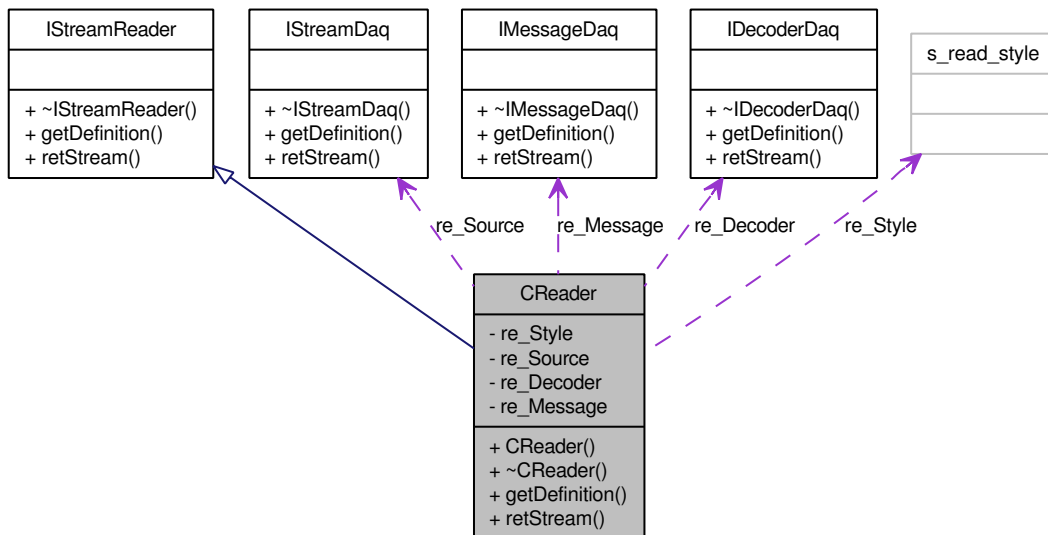 IStreamReader
+ ~IStreamReader()
+ getDefinition()
+ retStream()
IStreamDaq
+ ~IStreamDaq()
+ getDefinition()
+ retStream()
IMessageDaq
+ ~IMessageDaq()
+ getDefinition()
+ retStream()
IDecoderDaq
+ ~IDecoderDaq()
+ getDefinition()
+ retStream()
s_read_style
re_Source
re_Message
re_Decoder
re_Style
CReader
- re_Style
- re_Source
- re_Decoder
- re_Message
+ CReader()
+ ~CReader()
+ getDefinition()
+ retStream()